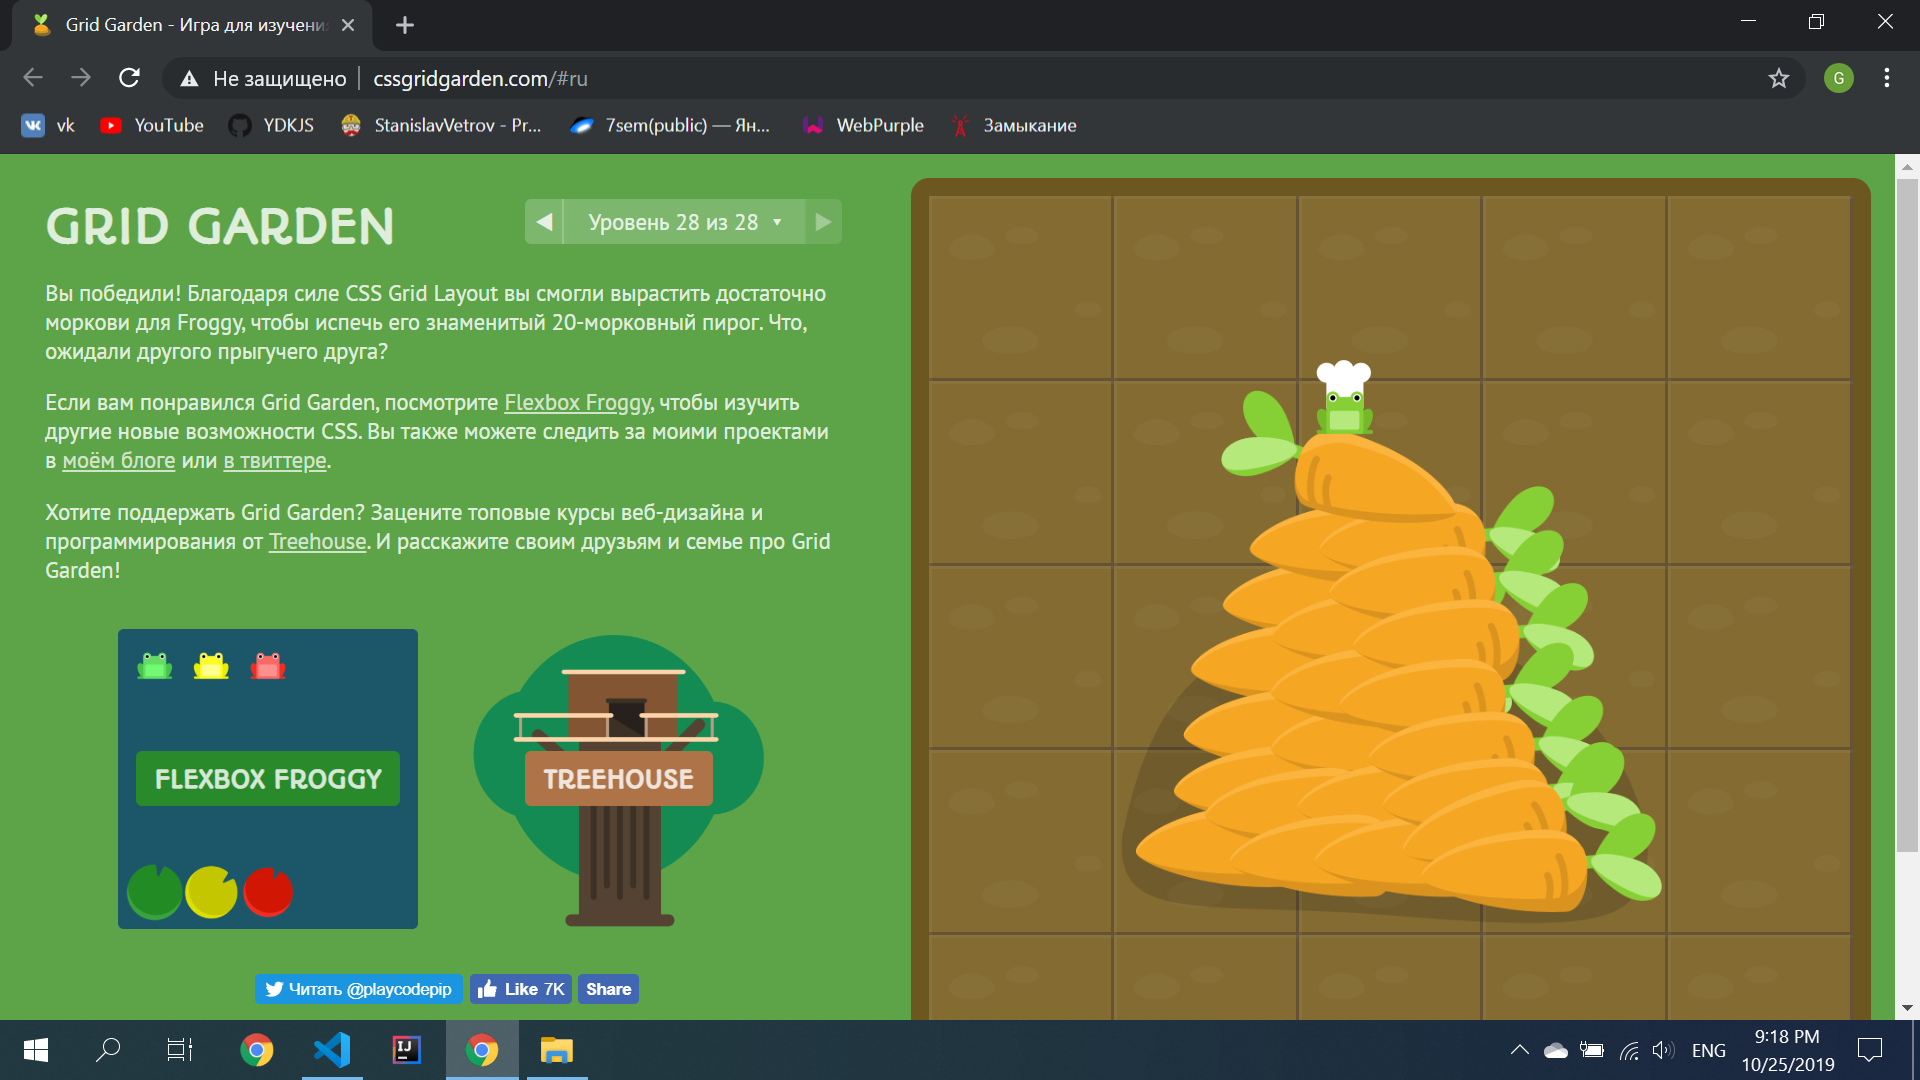 Grid Garden - Игра для изучени
Не защищено
cssgridgarden.com/#ru
G
vk
YouTube
YDKJS
StanislavVetrov - Pr...
7sem(public) — Ян...
WebPurple
Замыкание
GRID GARDEN
Уровень 28 из 28
Вы победили! Благодаря силе CSS Grid Layout вы смогли вырастить достаточно
моркови для Froggy, чтобы испечь его знаменитый 20-морковный пирог. Что,
ожидали другого прыгучего друга?
Если вам понравился Grid Garden, посмотрите Flexbox Froggy, чтобы изучить
другие новые возможности CSS. Вы также можете следить за моими проектами
в моём блоге или в твиттере.
Хотите поддержать Grid Garden? Зацените топовые курсы веб-дизайна и
программирования от Treehouse. И расскажите своим друзьям и семье про Grid
Garden!
FLEXBOX FROGGY
TREEHOUSE
Читать @playcodepip
Like 7K
Share
IJ
ENG
9:18 PM
10/25/2019